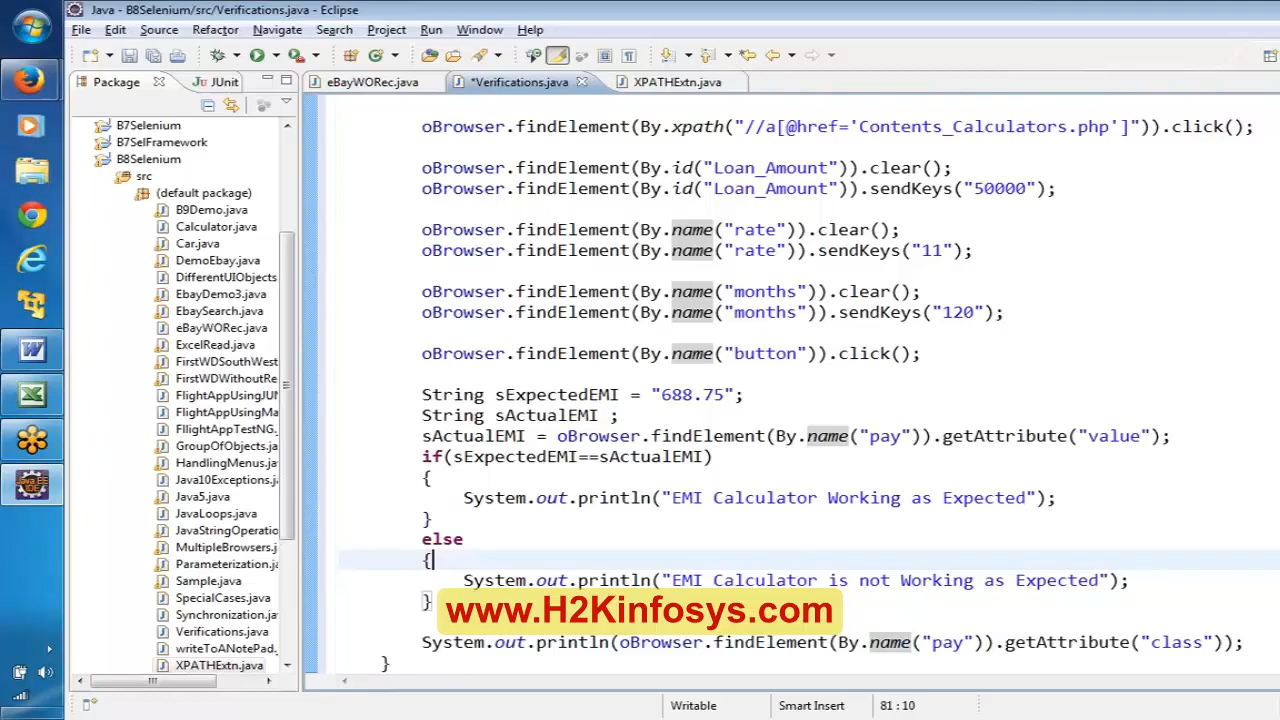 Java - B8Selenium/src/Verifications.java - Eclipse
File Edit Source Refactor Navigate Search Project Run Window Help
Package JUnit
eBayWORec.java *Verifications.java XPATHExtn.java
B7Selenium
B7SelFramework
B8Selenium
src
(default package)
B9Demo.java
Calculator.java
Car.java
DemoEbay.java
DifferentUIObjects
EbayDemo3.java
EbaySearch.java
eBayWORec.java
ExcelRead.java
FirstWDSouthWest
FirstWDWithoutRe
FlightAppUsingJUN
FlightAppUsingMa
FllightAppTestNG.
GroupOfObjects.ja
HandlingMenus.ja
Java10Exceptions.j
Java5.java
JavaLoops.java
JavaStringOperatio
MultipleBrowsers.j
Parameterization.j
Sample.java
SpecialCases.java
Synchronization.ja
Verifications.java
writeToANotePad.
XPATHExtn.java
oBrowser.findElement(By.xpath("//a[@href='Contents_Calculators.php']")).click();
oBrowser.findElement(By.id("Loan_Amount")).clear();
oBrowser.findElement(By.id("Loan_Amount")).sendKeys("50000");
oBrowser.findElement(By.name("rate")).clear();
oBrowser.findElement(By.name("rate")).sendKeys("11");
oBrowser.findElement(By.name("months")).clear();
oBrowser.findElement(By.name("months")).sendKeys("120");
oBrowser.findElement(By.name("button")).click();
String sExpectedEMI = "688.75";
String sActualEMI ;
sActualEMI = oBrowser.findElement(By.name("pay")).getAttribute("value");
if(sExpectedEMI==sActualEMI)
{
System.out.println("EMI Calculator Working as Expected");
}
else
{
System.out.println("EMI Calculator is not Working as Expected");
}
www.H2Kinfosys.com
System.out.println(oBrowser.findElement(By.name("pay")).getAttribute("class"));
}
Writable Smart Insert 81 : 10